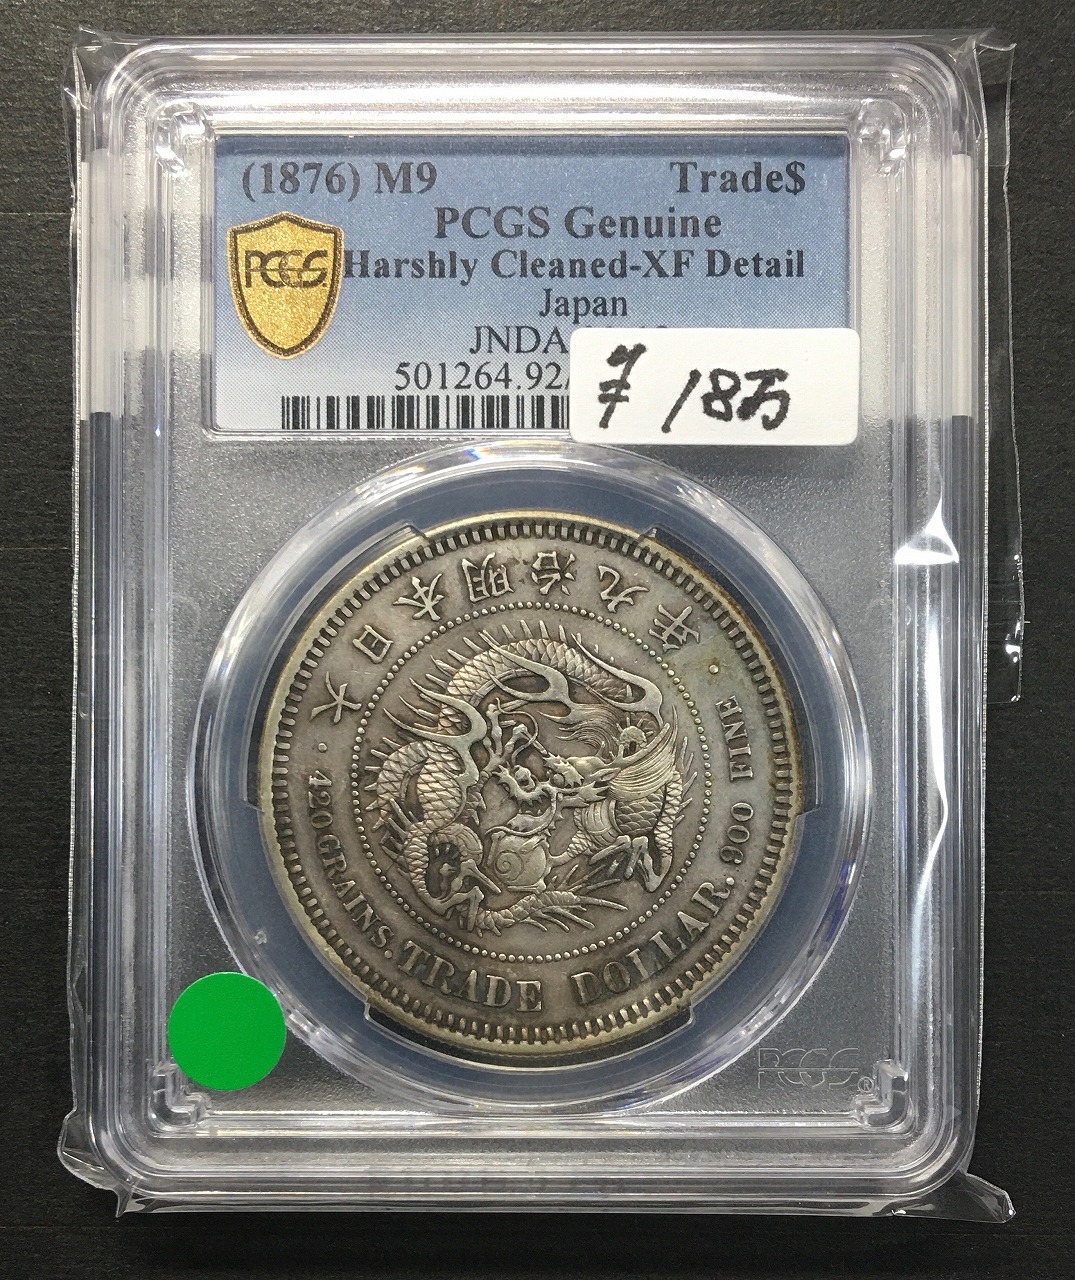 (1876) M9 Trade$
PCGS Genuine
PCGS Harshly Cleaned-XF Detail
Japan
JNDA
501264.92/
18万
大日本明治九年
420 GRAINS. TRADE DOLLAR. 900 FINE
PCGS®